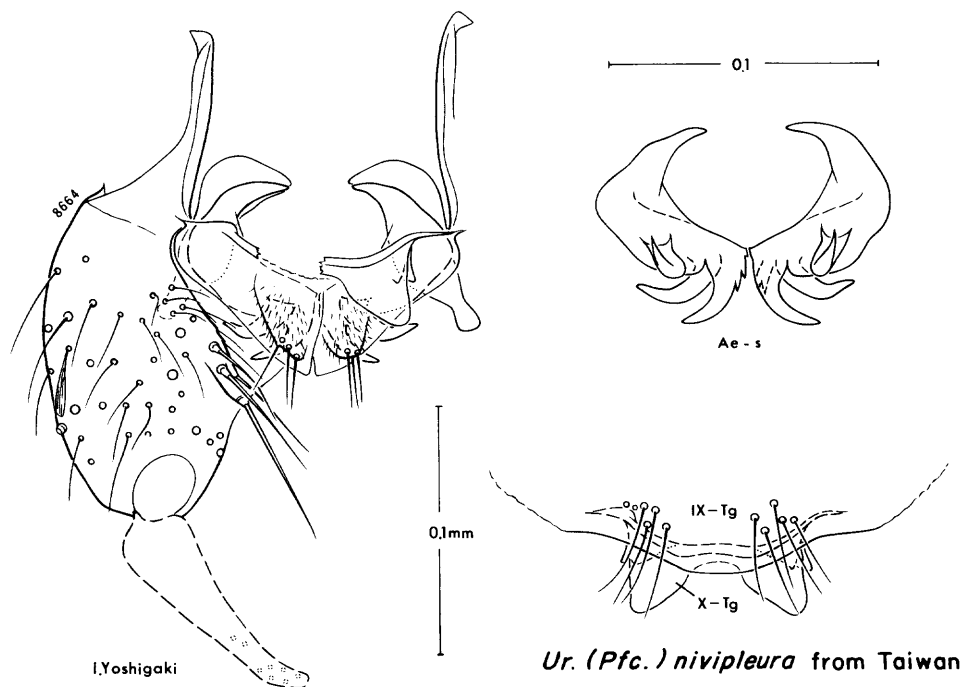 8664
0.1
Ae - s
0.1mm
IX - Tg
X - Tg
I. Yoshigaki
Ur. (Pfc.) nivipleura from Taiwan